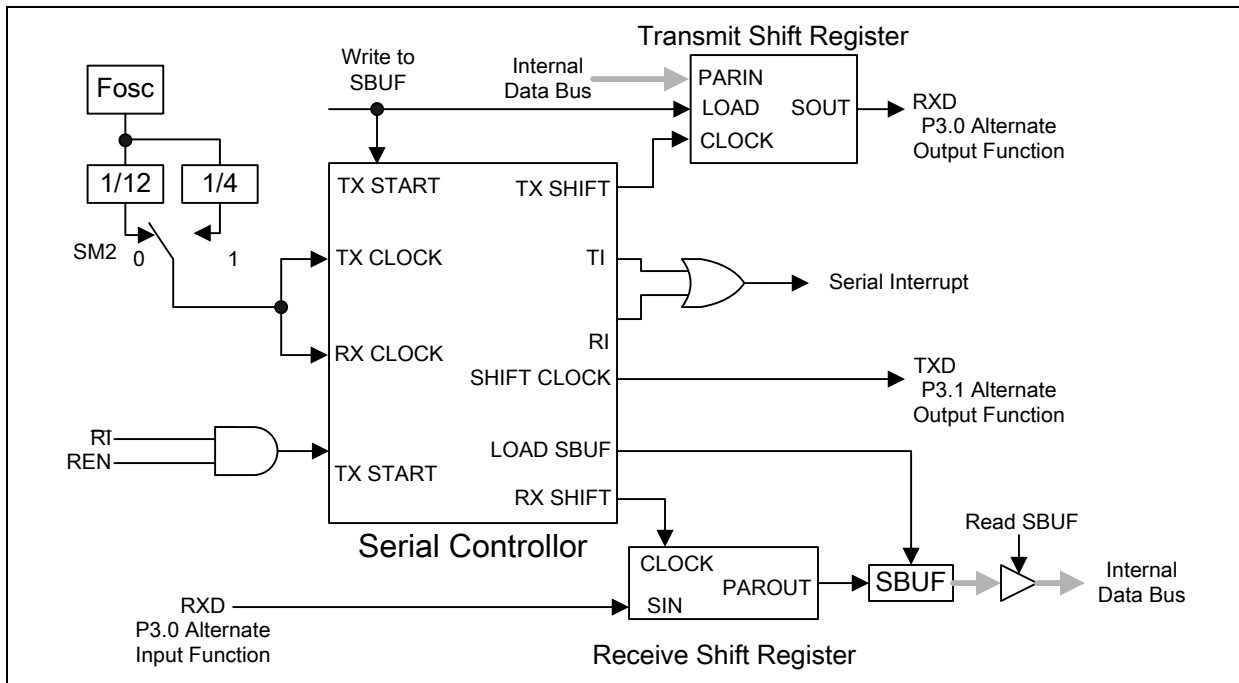 Transmit Shift Register
Write to
SBUF
Internal
Data Bus
Fosc
PARIN
LOAD
SOUT
CLOCK
RXD
P3.0 Alternate
Output Function
1/12
1/4
TX START
TX SHIFT
SM2
0
1
TX CLOCK
TI
Serial Interrupt
RI
RX CLOCK
SHIFT CLOCK
TXD
P3.1 Alternate
Output Function
RI
REN
LOAD SBUF
TX START
RX SHIFT
Serial Controllor
Read SBUF
CLOCK
PAROUT
SIN
SBUF
Internal
Data Bus
RXD
P3.0 Alternate
Input Function
Receive Shift Register